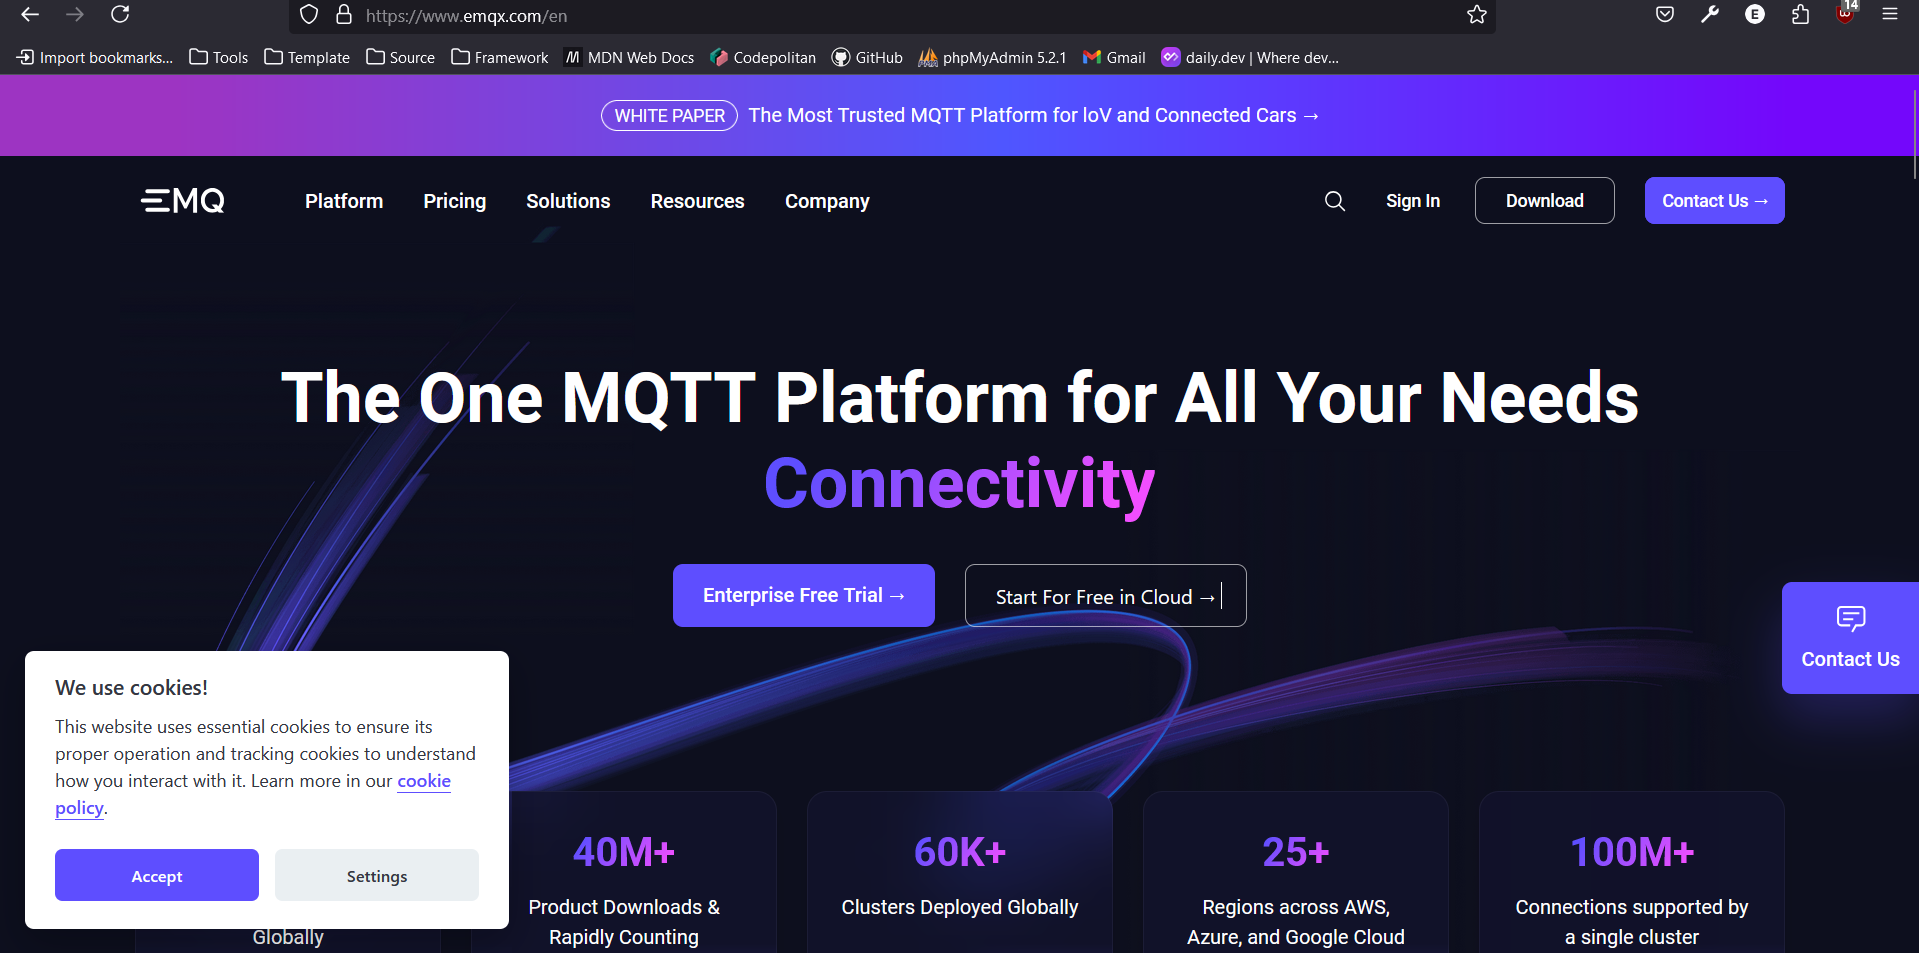 14
https://www.emqx.com/en
E
Import bookmarks...
Tools
Template
Source
Framework
MDN Web Docs
Codepolitan
GitHub
phpMyAdmin 5.2.1
Gmail
daily.dev | Where dev...
WHITE PAPER
The Most Trusted MQTT Platform for IoV and Connected Cars →
EMQ
Platform
Pricing
Solutions
Resources
Company
Sign In
Download
Contact Us →
The One MQTT Platform for All Your Needs
Connectivity
Enterprise Free Trial →
Start For Free in Cloud →
Contact Us
We use cookies!
This website uses essential cookies to ensure its
proper operation and tracking cookies to understand
how you interact with it. Learn more in our cookie
policy.
Accept
Settings
Globally
40M+
Product Downloads &
Rapidly Counting
60K+
Clusters Deployed Globally
25+
Regions across AWS,
Azure, and Google Cloud
100M+
Connections supported by
a single cluster